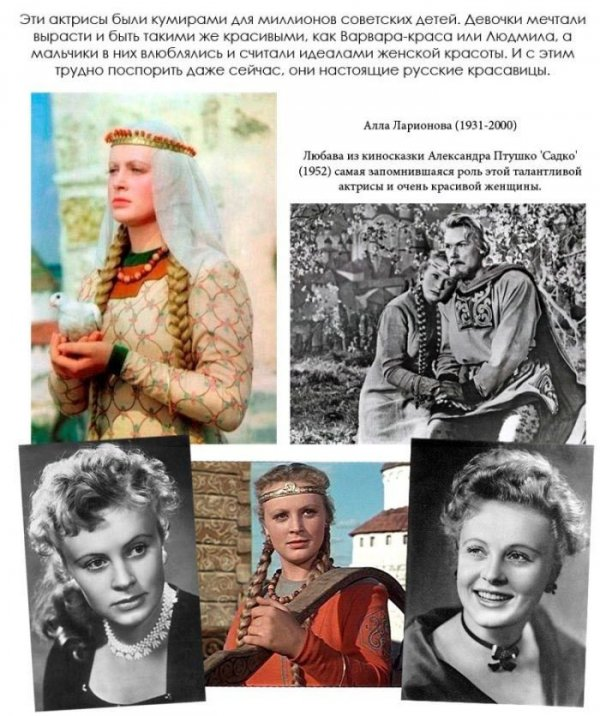 Эти актрисы были кумирами для миллионов советских детей. Девочки мечтали
вырасти и быть такими же красивыми, как Варвара-краса или Людмила, а
мальчики в них влюблялись и считали идеалами женской красоты. И с этим
трудно поспорить даже сейчас, они настоящие русские красавицы.
Алла Ларионова (1931-2000)
Любава из киносказки Александра Птушко 'Садко'
(1952) самая запомнившаяся роль этой талантливой
актрисы и очень красивой женщины.